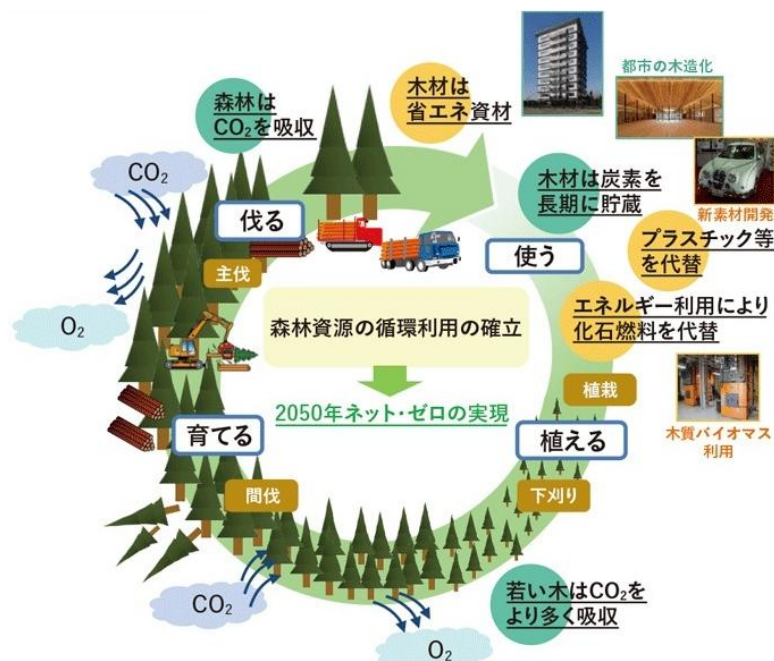 都市の木造化
森林は
CO₂を吸収
木材は
省エネ資材
CO₂
木材は炭素を
長期に貯蔵
新素材開発
伐る
使う
プラスチック等
を代替
主伐
O₂
森林資源の循環利用の確立
エネルギー利用により
化石燃料を代替
2050年ネット・ゼロの実現
植栽
木質バイオマス
利用
育てる
植える
間伐
下刈り
CO₂
若い木はCO₂を
より多く吸収
O₂